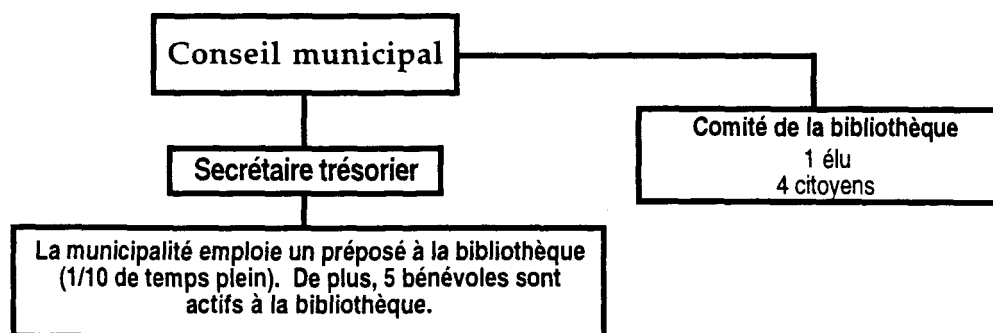 Conseil municipal
Comité de la bibliothèque
1 élu
4 citoyens
Secrétaire trésorier
La municipalité emploie un préposé à la bibliothèque
(1/10 de temps plein). De plus, 5 bénévoles sont
actifs à la bibliothèque.